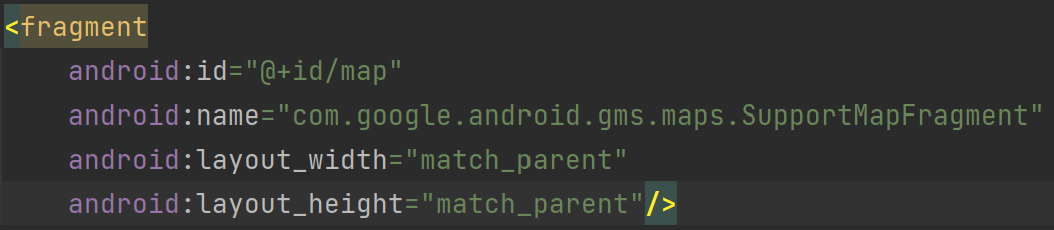 <fragment
android:id="@+id/map"
android:name="com.google.android.gms.maps.SupportMapFragment"
android:layout_width="match_parent"
android:layout_height="match_parent"/>